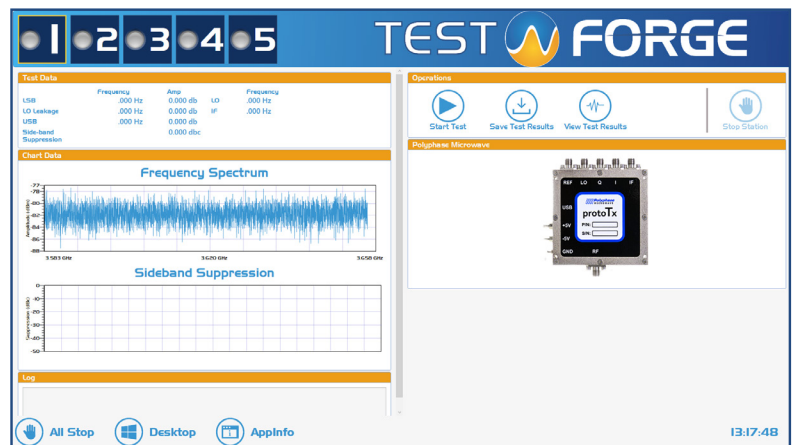 1 2 3 4 5
TEST FORGE
Test Data
Frequency Amp Frequency
LSB .000 Hz 0.000 db LO .000 Hz
LO Leakage .000 Hz 0.000 db IF .000 Hz
USB .000 Hz 0.000 db
Side-band 0.000 dbc
Suppression
Chart Data
Frequency Spectrum
Amplitude (dBm)
-77
-78
-80
-82
-84
-86
-88
3.583 GHz 3.620 GHz 3.658 GHz
Sideband Suppression
Suppression (dBc)
0
-10
-20
-30
-40
-50
Log
Operations
Start Test Save Test Results View Test Results Stop Station
Polyphase Microwave
REF LO Q I IF
Polyphase
USB
protoTx
+5V P/N:
-5V S/N:
GND RF
All Stop Desktop AppInfo 13:17:48